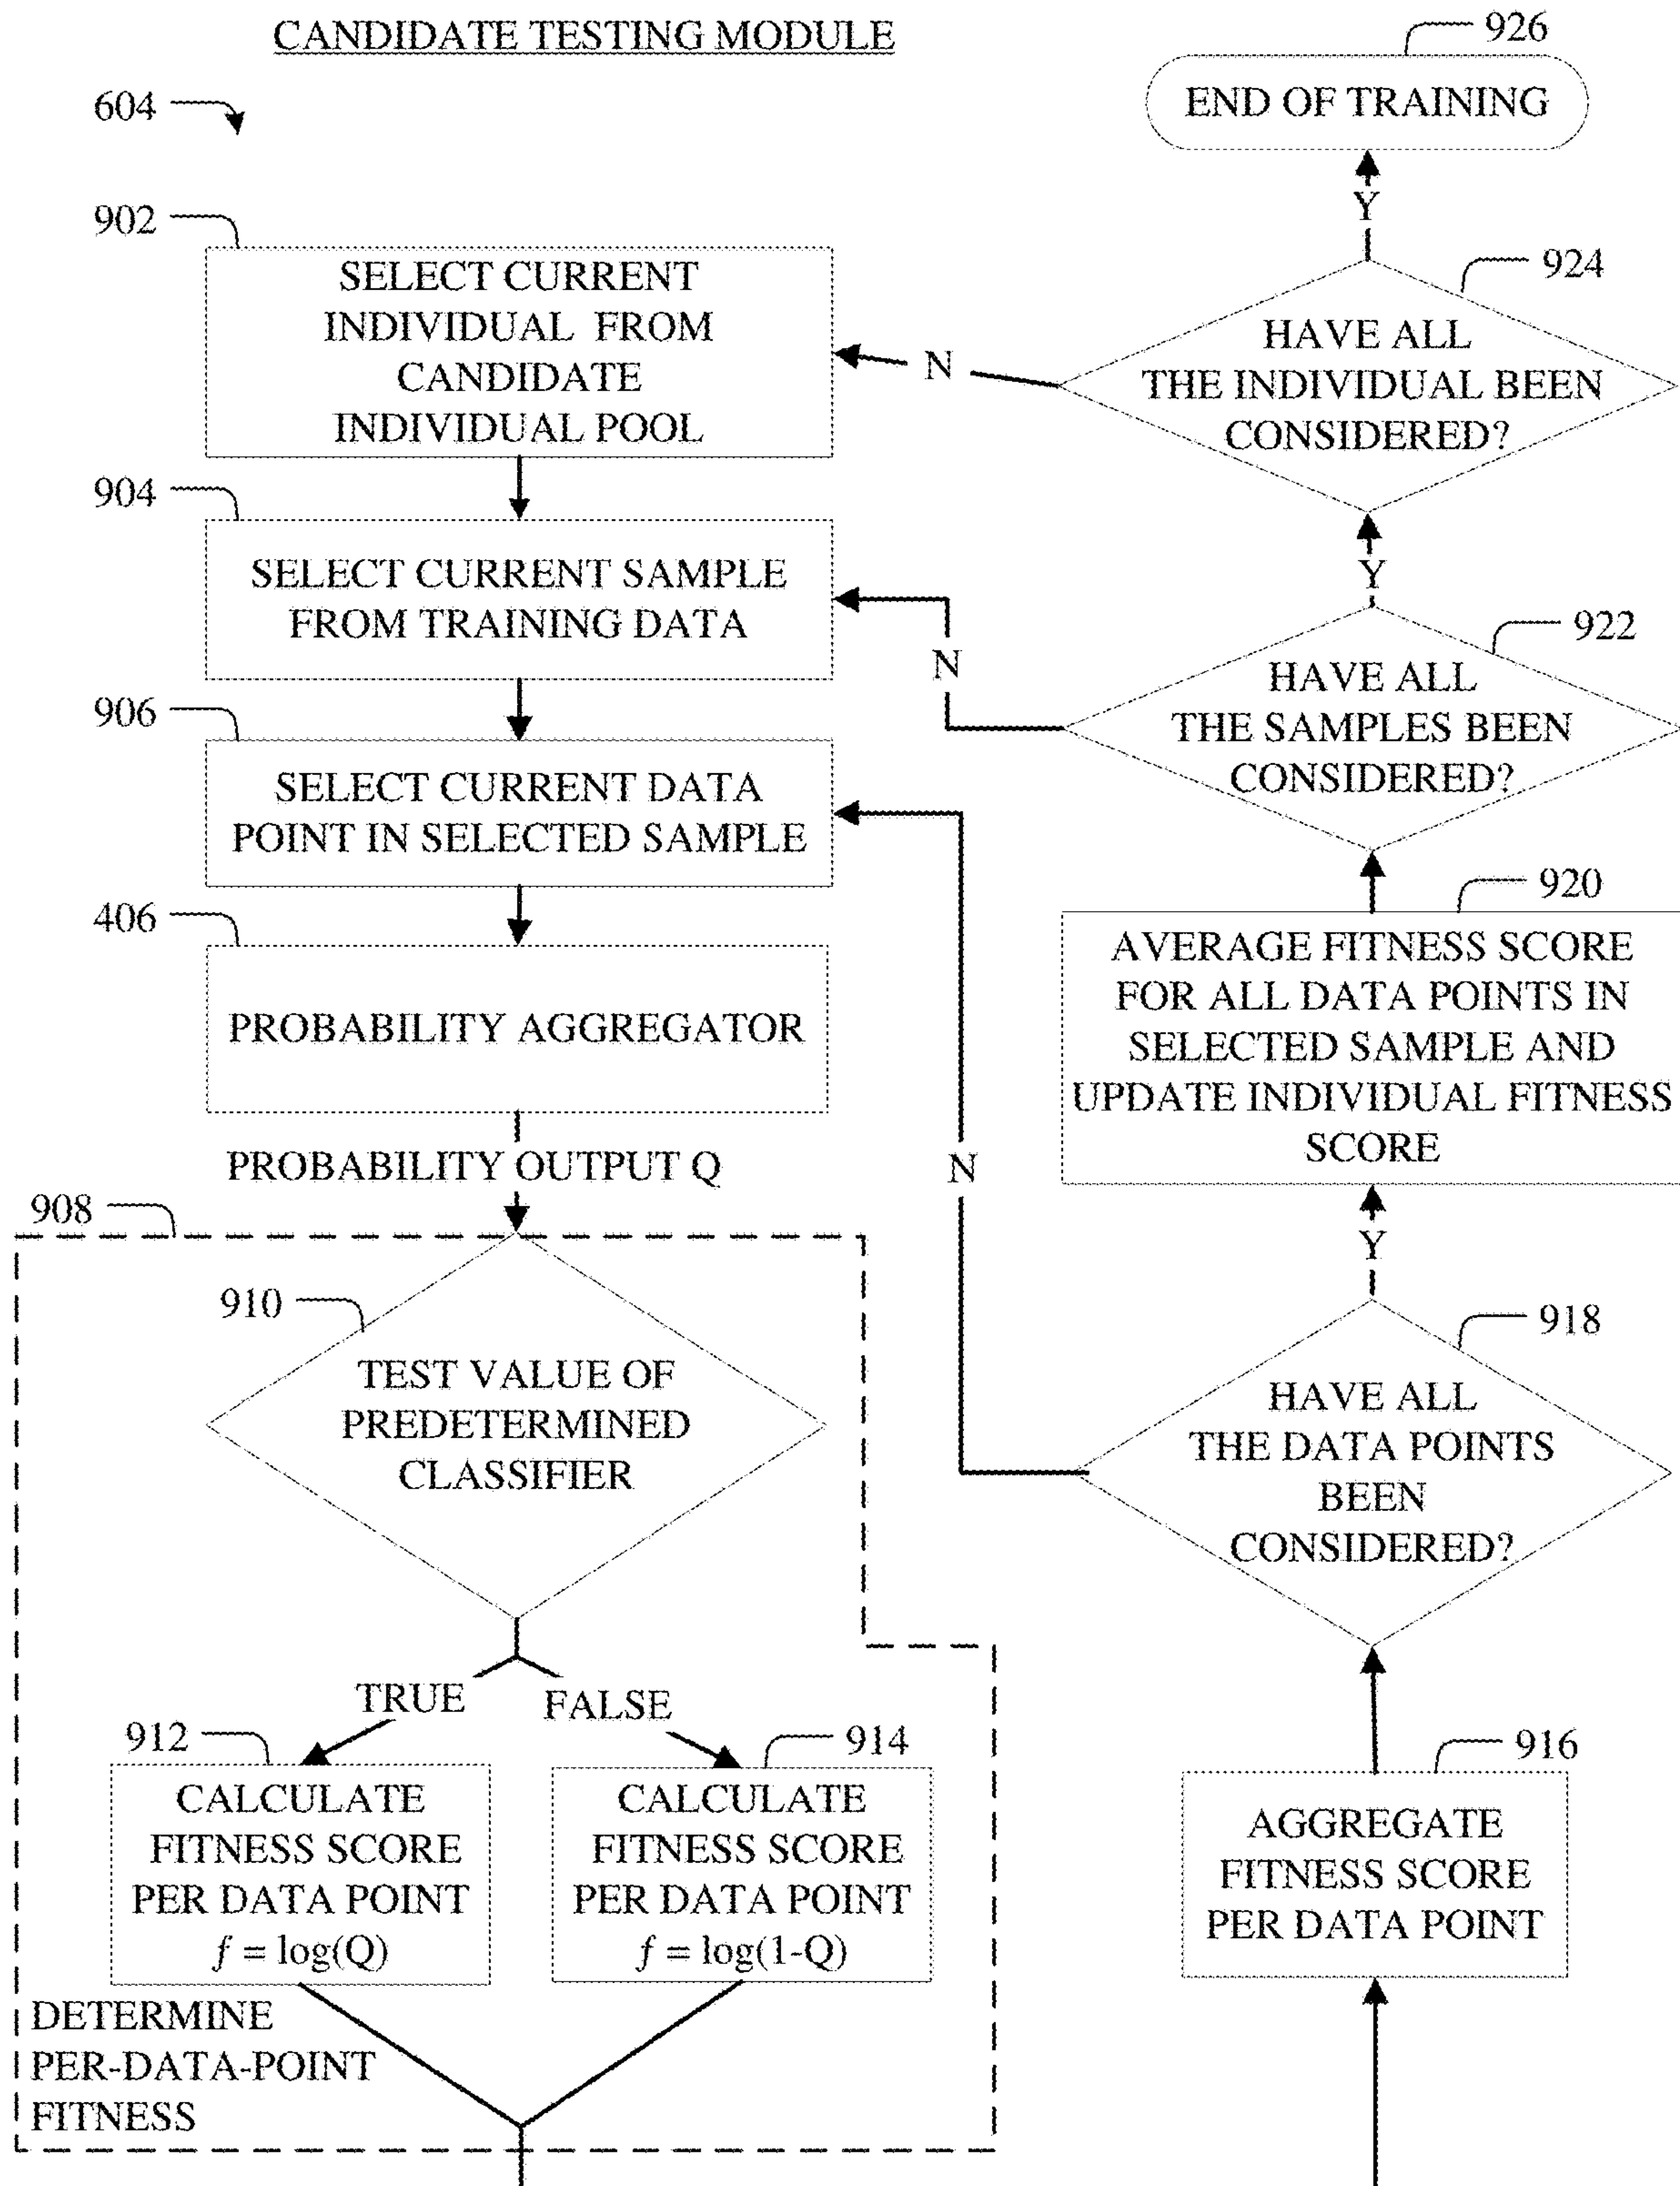 CANDIDATE TESTING MODULE
604
902
SELECT CURRENT
INDIVIDUAL FROM
CANDIDATE
INDIVIDUAL POOL
904
SELECT CURRENT SAMPLE
FROM TRAINING DATA
906
SELECT CURRENT DATA
POINT IN SELECTED SAMPLE
406
PROBABILITY AGGREGATOR
PROBABILITY OUTPUT Q
908
910
TEST VALUE OF
PREDETERMINED
CLASSIFIER
TRUE
FALSE
912
CALCULATE
FITNESS SCORE
PER DATA POINT
f = log(Q)
914
CALCULATE
FITNESS SCORE
PER DATA POINT
f = log(1-Q)
DETERMINE
PER-DATA-POINT
FITNESS
916
AGGREGATE
FITNESS SCORE
PER DATA POINT
918
HAVE ALL
THE DATA POINTS
BEEN
CONSIDERED?
N
Y
920
AVERAGE FITNESS SCORE
FOR ALL DATA POINTS IN
SELECTED SAMPLE AND
UPDATE INDIVIDUAL FITNESS
SCORE
922
HAVE ALL
THE SAMPLES BEEN
CONSIDERED?
N
Y
924
HAVE ALL
THE INDIVIDUAL BEEN
CONSIDERED?
N
Y
926
END OF TRAINING